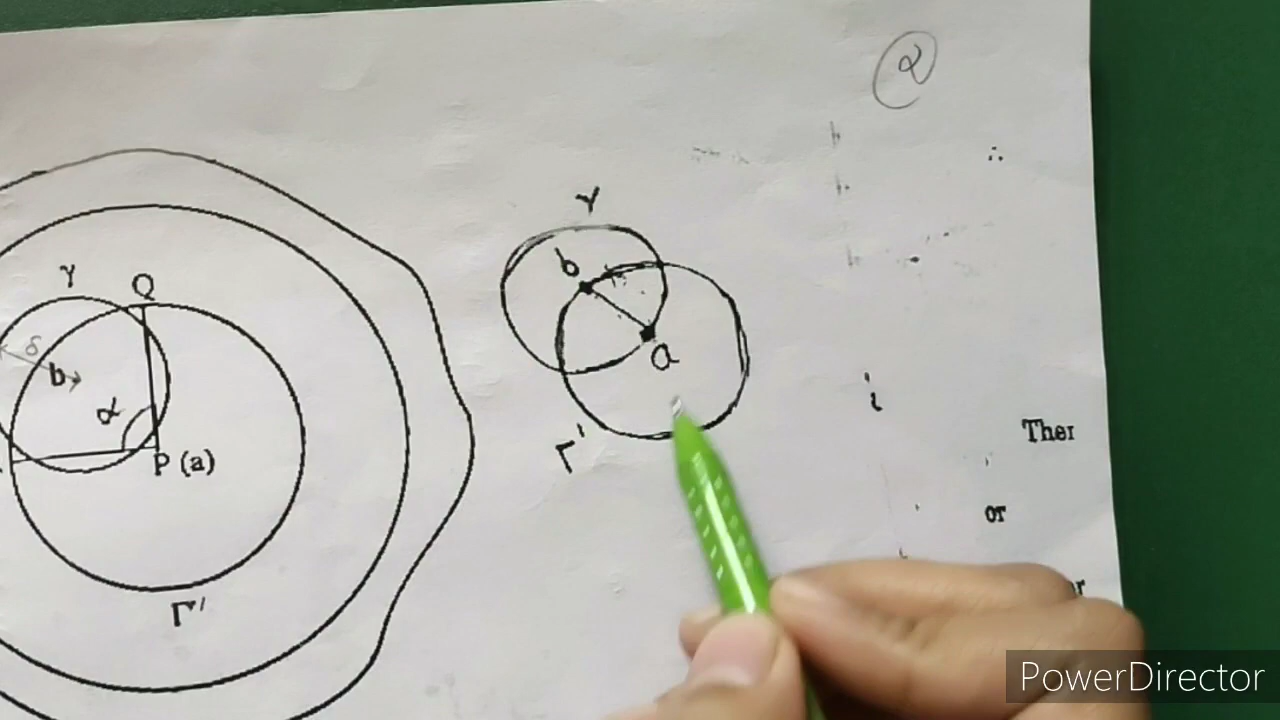 2
∴
γ
b
γ
Q
δ
b
a
α
Ther
P (a)
Γ'
or
Γ'
PowerDirector